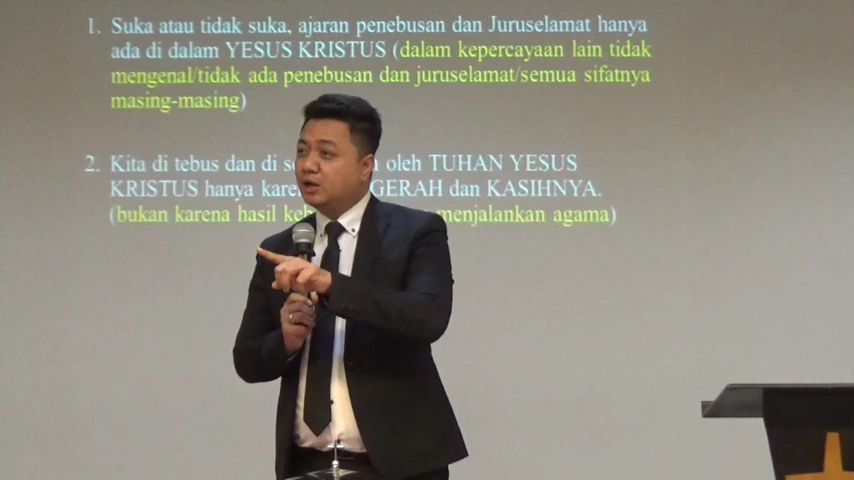 1. Suka atau tidak suka, ajaran penebusan dan Juruselamat hanya
ada di dalam YESUS KRISTUS (dalam kepercayaan lain tidak
mengenal/tidak ada penebusan dan juruselamat/semua sifatnya
masing-masing)
2. Kita di tebus dan di oleh TUHAN YESUS
KRISTUS hanya dan KASIHNYA.
(bukan karena hasil menjalankan agama)